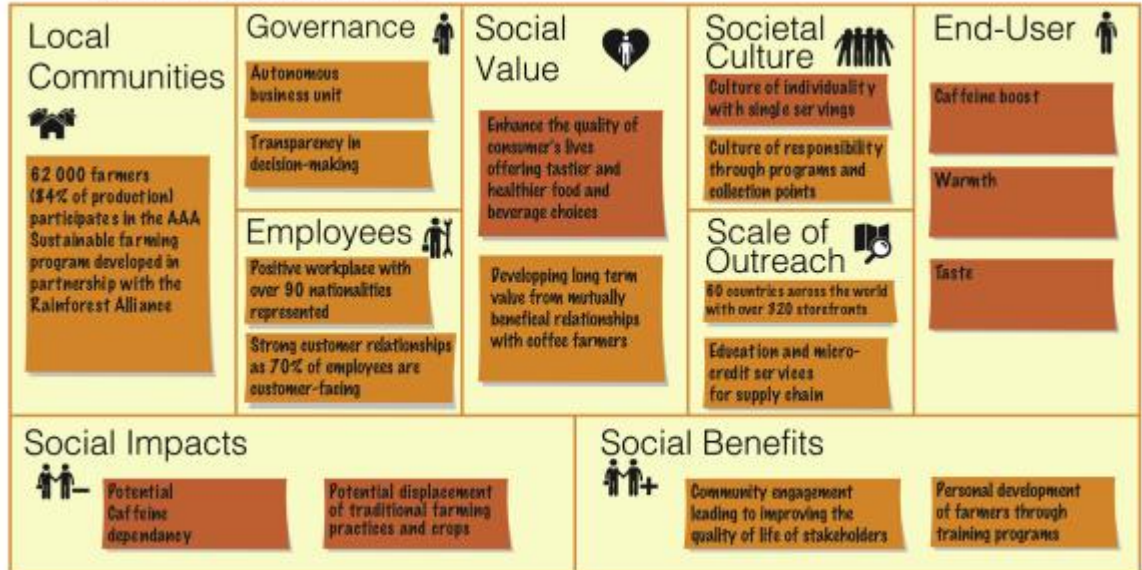 Local
Communities
62 000 farmers
(84% of production)
participates in the AAA
Sustainable farming
program developed in
partnership with the
Rainforest Alliance
Governance
Autonomous
business unit
Transparency in
decision-making
Employees
Positive workplace with
over 90 nationalities
represented
Strong customer relationships
as 70% of employees are
customer-facing
Social
Value
Enhance the quality of
consumer's lives
offering tastier and
healthier food and
beverage choices
Developping long term
value from mutually
benefical relationships
with coffee farmers
Societal
Culture
Culture of individuality
with single servings
Culture of responsibility
through programs and
collection points
Scale of
Outreach
60 countries across the world
with over 320 storefronts
Education and micro-
credit services
for supply chain
End-User
Caffeine boost
Warmth
Taste
Social Impacts
Potential
Caffeine
dependancy
Potential displacement
of traditional farming
practices and crops
Social Benefits
Community engagement
leading to improving the
quality of life of stakeholders
Personal development
of farmers through
training programs